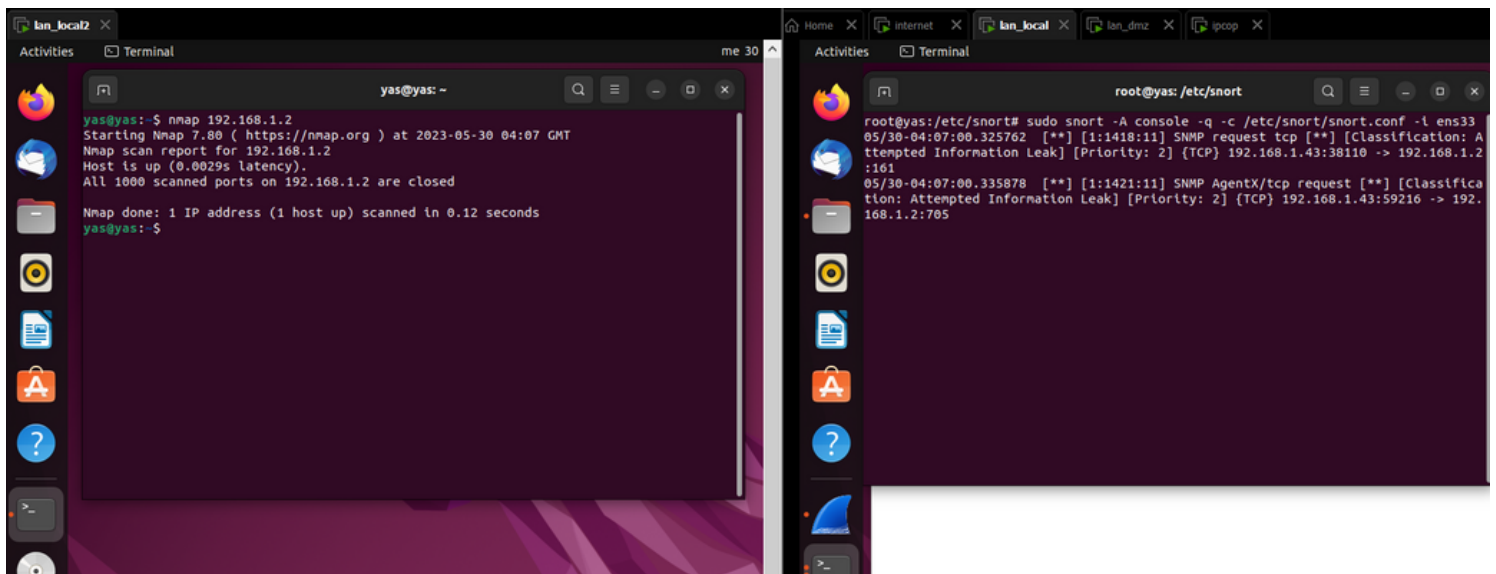 lan_local2
Activities
Terminal
me 30
yas@yas: ~
yas@yas:~$ nmap 192.168.1.2
Starting Nmap 7.80 ( https://nmap.org ) at 2023-05-30 04:07 GMT
Nmap scan report for 192.168.1.2
Host is up (0.0029s latency).
All 1000 scanned ports on 192.168.1.2 are closed
Nmap done: 1 IP address (1 host up) scanned in 0.12 seconds
yas@yas:~$
Home
internet
lan_local
lan_dmz
ipcop
Activities
Terminal
root@yas: /etc/snort
root@yas:/etc/snort# sudo snort -A console -q -c /etc/snort/snort.conf -i ens33
05/30-04:07:00.325762  [**] [1:1418:11] SNMP request tcp [**] [Classification: A
ttempted Information Leak] [Priority: 2] {TCP} 192.168.1.43:38110 -> 192.168.1.2
:161
05/30-04:07:00.335878  [**] [1:1421:11] SNMP AgentX/tcp request [**] [Classifica
tion: Attempted Information Leak] [Priority: 2] {TCP} 192.168.1.43:59216 -> 192.
168.1.2:705